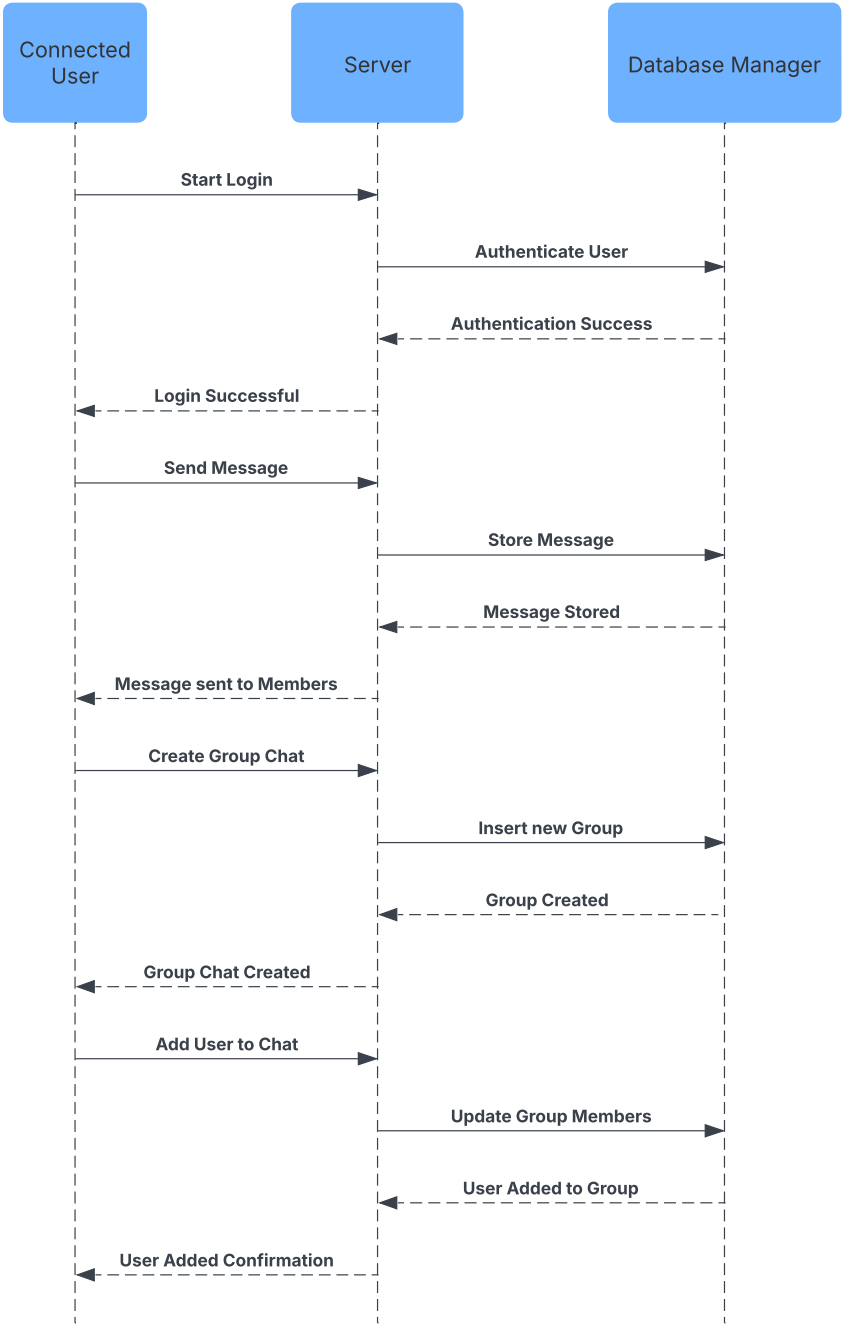 Connected
User
Server
Database Manager
Start Login
Authenticate User
Authentication Success
Login Successful
Send Message
Store Message
Message Stored
Message sent to Members
Create Group Chat
Insert new Group
Group Created
Group Chat Created
Add User to Chat
Update Group Members
User Added to Group
User Added Confirmation